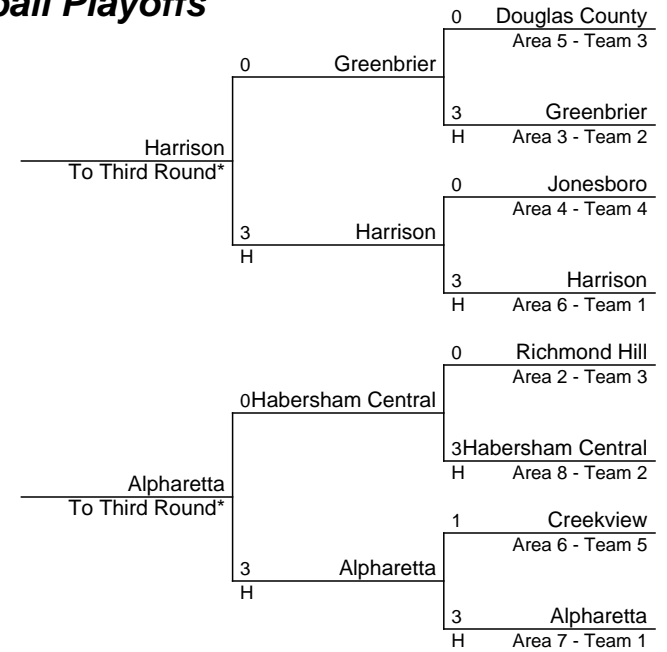 ball Playoffs
0 Douglas County
Area 5 - Team 3
0 Greenbrier
3 Greenbrier
H Area 3 - Team 2
Harrison
To Third Round*
0 Jonesboro
Area 4 - Team 4
3 Harrison
H
3 Harrison
H Area 6 - Team 1
0 Richmond Hill
Area 2 - Team 3
0Habersham Central
3Habersham Central
H Area 8 - Team 2
Alpharetta
To Third Round*
1 Creekview
Area 6 - Team 5
3 Alpharetta
H
3 Alpharetta
H Area 7 - Team 1